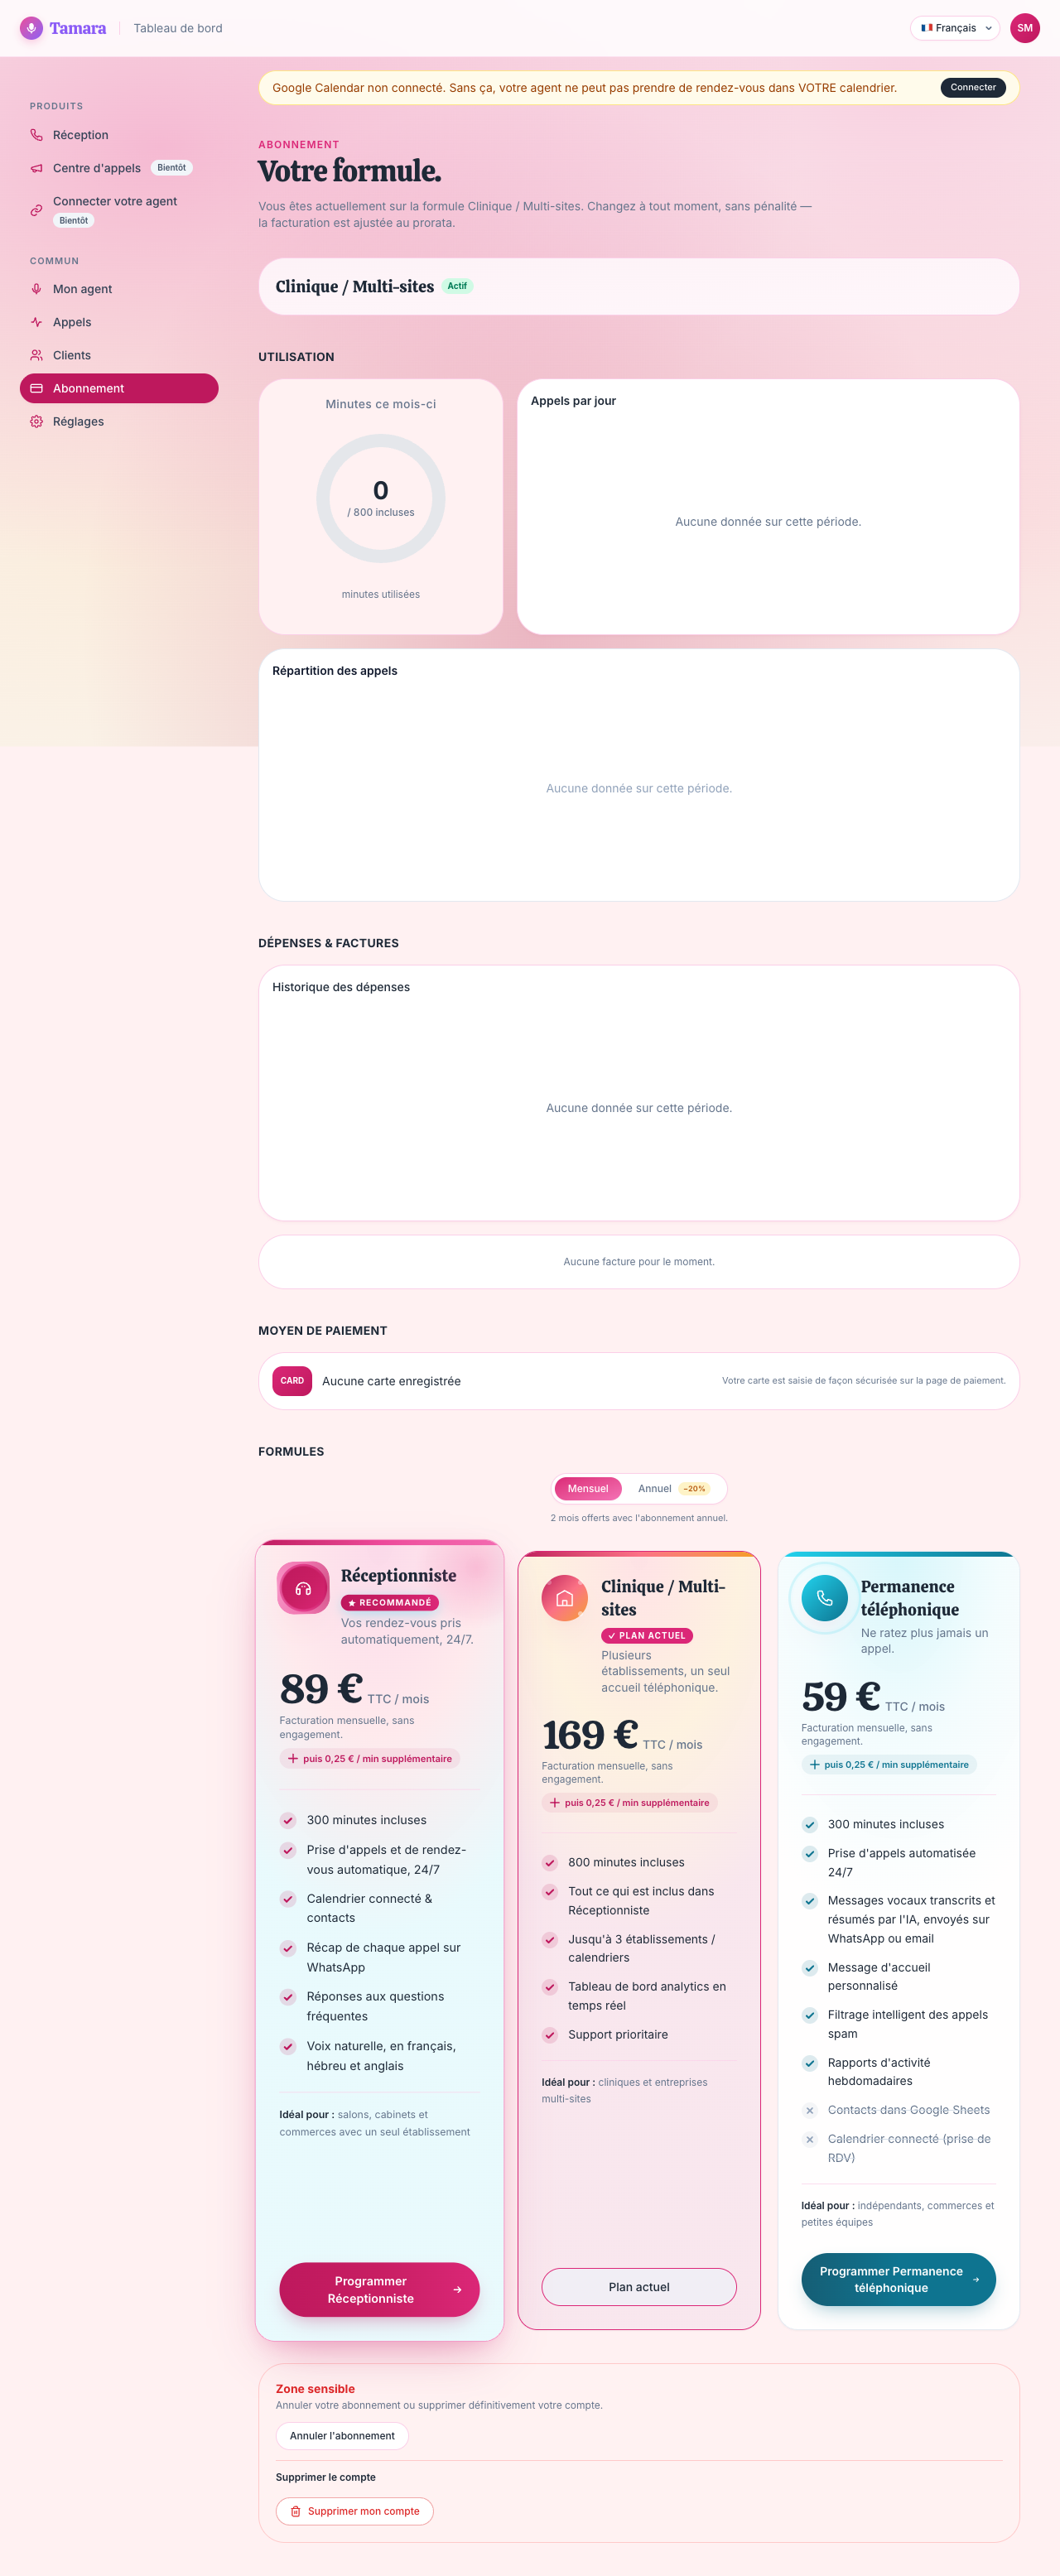 Tamara
Tableau de bord
Français
SM
Google Calendar non connecté. Sans ça, votre agent ne peut pas prendre de rendez-vous dans VOTRE calendrier.
Connecter
PRODUITS
Réception
Centre d'appels Bientôt
Connecter votre agent
Bientôt
COMMUN
Mon agent
Appels
Clients
Abonnement
Réglages
ABONNEMENT
Votre formule.
Vous êtes actuellement sur la formule Clinique / Multi-sites. Changez à tout moment, sans pénalité —
la facturation est ajustée au prorata.
Clinique / Multi-sites Actif
UTILISATION
Minutes ce mois-ci
0
/ 800 incluses
minutes utilisées
Appels par jour
Aucune donnée sur cette période.
Répartition des appels
Aucune donnée sur cette période.
DÉPENSES & FACTURES
Historique des dépenses
Aucune donnée sur cette période.
Aucune facture pour le moment.
MOYEN DE PAIEMENT
CARD
Aucune carte enregistrée
Votre carte est saisie de façon sécurisée sur la page de paiement.
FORMULES
Mensuel
Annuel -20%
2 mois offerts avec l'abonnement annuel.
Réceptionniste
★ RECOMMANDÉ
Vos rendez-vous pris
automatiquement, 24/7.
89 € TTC / mois
Facturation mensuelle, sans
engagement.
+ puis 0,25 € / min supplémentaire
300 minutes incluses
Prise d'appels et de rendez-
vous automatique, 24/7
Calendrier connecté &
contacts
Récap de chaque appel sur
WhatsApp
Réponses aux questions
fréquentes
Voix naturelle, en français,
hébreu et anglais
Idéal pour : salons, cabinets et
commerces avec un seul établissement
Programmer
Réceptionniste →
Clinique / Multi-
sites
✓ PLAN ACTUEL
Plusieurs
établissements, un seul
accueil téléphonique.
169 € TTC / mois
Facturation mensuelle, sans
engagement.
+ puis 0,25 € / min supplémentaire
800 minutes incluses
Tout ce qui est inclus dans
Réceptionniste
Jusqu'à 3 établissements /
calendriers
Tableau de bord analytics en
temps réel
Support prioritaire
Idéal pour : cliniques et entreprises
multi-sites
Plan actuel
Permanence
téléphonique
Ne ratez plus jamais un
appel.
59 € TTC / mois
Facturation mensuelle, sans
engagement.
+ puis 0,25 € / min supplémentaire
300 minutes incluses
Prise d'appels automatisée
24/7
Messages vocaux transcrits et
résumés par l'IA, envoyés sur
WhatsApp ou email
Message d'accueil
personnalisé
Filtrage intelligent des appels
spam
Rapports d'activité
hebdomadaires
Contacts dans Google Sheets
Calendrier connecté (prise de
RDV)
Idéal pour : indépendants, commerces et
petites équipes
Programmer Permanence
téléphonique →
Zone sensible
Annuler votre abonnement ou supprimer définitivement votre compte.
Annuler l'abonnement
Supprimer le compte
Supprimer mon compte